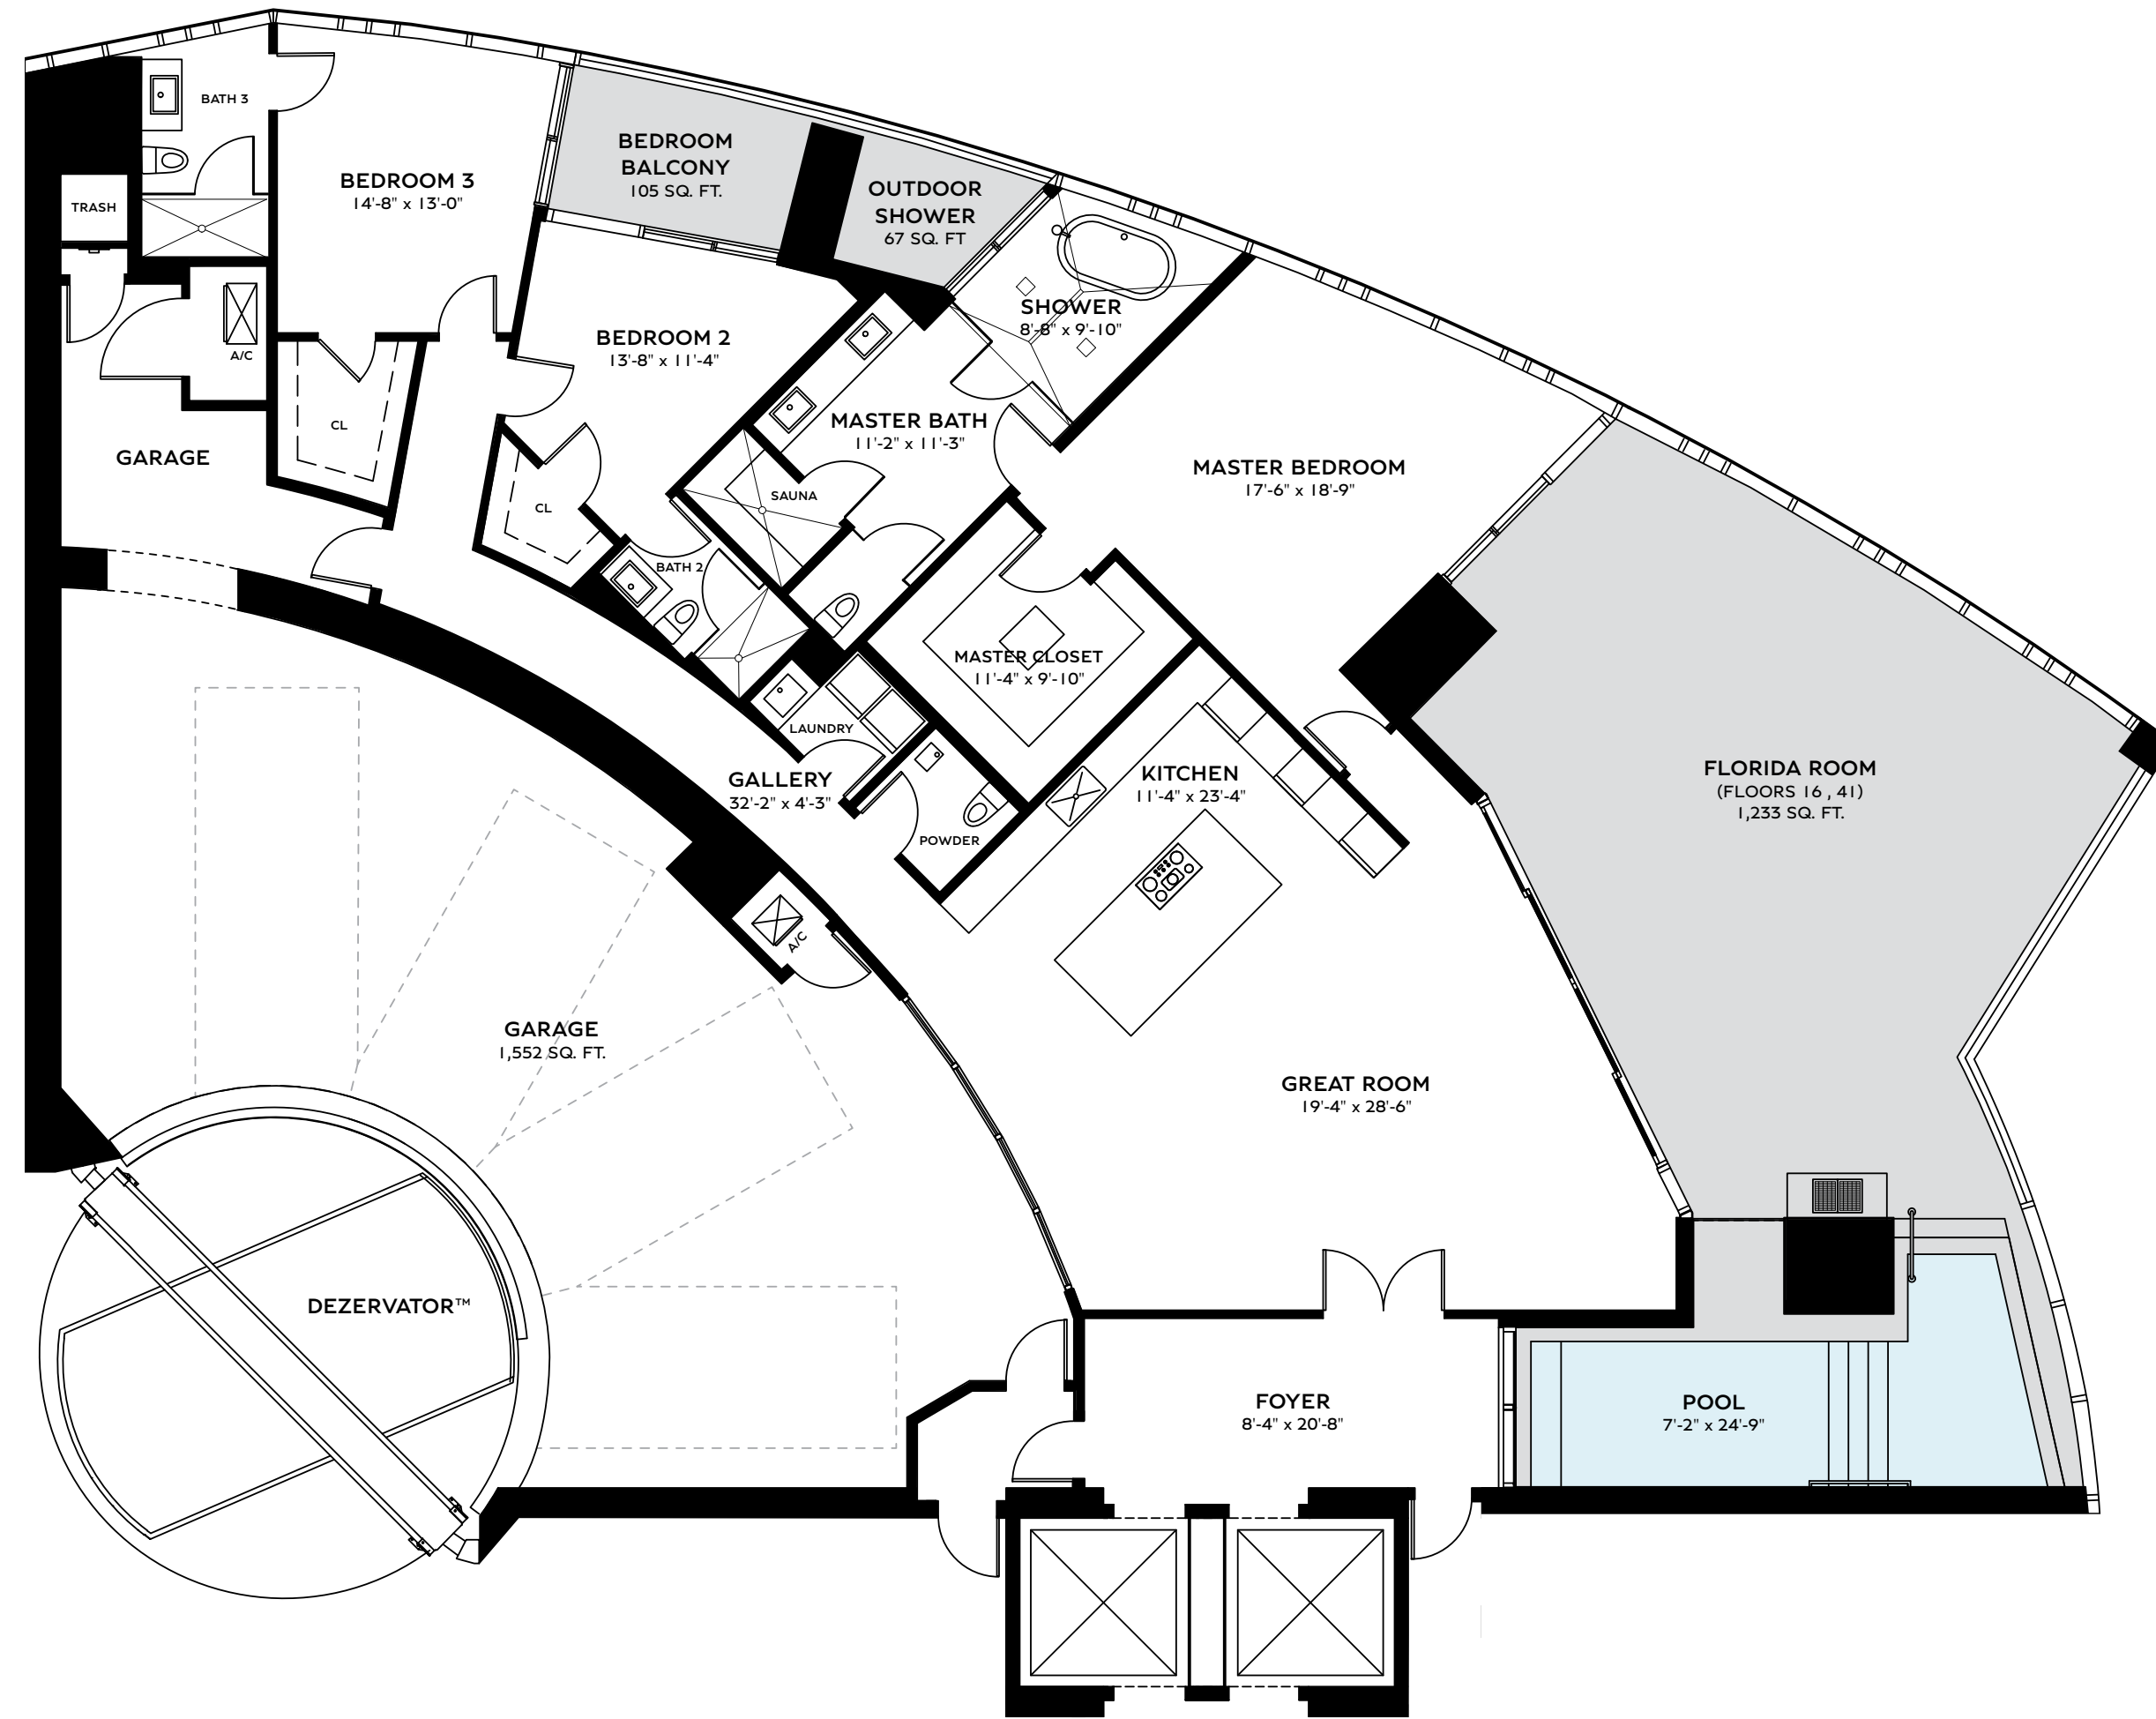 BATH 3
BEDROOM 3
14'-8" x 13'-0"
TRASH
BEDROOM
BALCONY
105 SQ. FT.
OUTDOOR
SHOWER
67 SQ. FT
SHOWER
8'-8" x 9'-10"
A/C
BEDROOM 2
13'-8" x 11'-4"
CL
MASTER BATH
11'-2" x 11'-3"
GARAGE
MASTER BEDROOM
17'-6" x 18'-9"
SAUNA
CL
BATH 2
MASTER CLOSET
11'-4" x 9'-10"
LAUNDRY
GALLERY
32'-2" x 4'-3"
KITCHEN
11'-4" x 23'-4"
POWDER
FLORIDA ROOM
(FLOORS 16 , 41)
1,233 SQ. FT.
A/C
GARAGE
1,552 SQ. FT.
GREAT ROOM
19'-4" x 28'-6"
DEZERVATOR™
FOYER
8'-4" x 20'-8"
POOL
7'-2" x 24'-9"